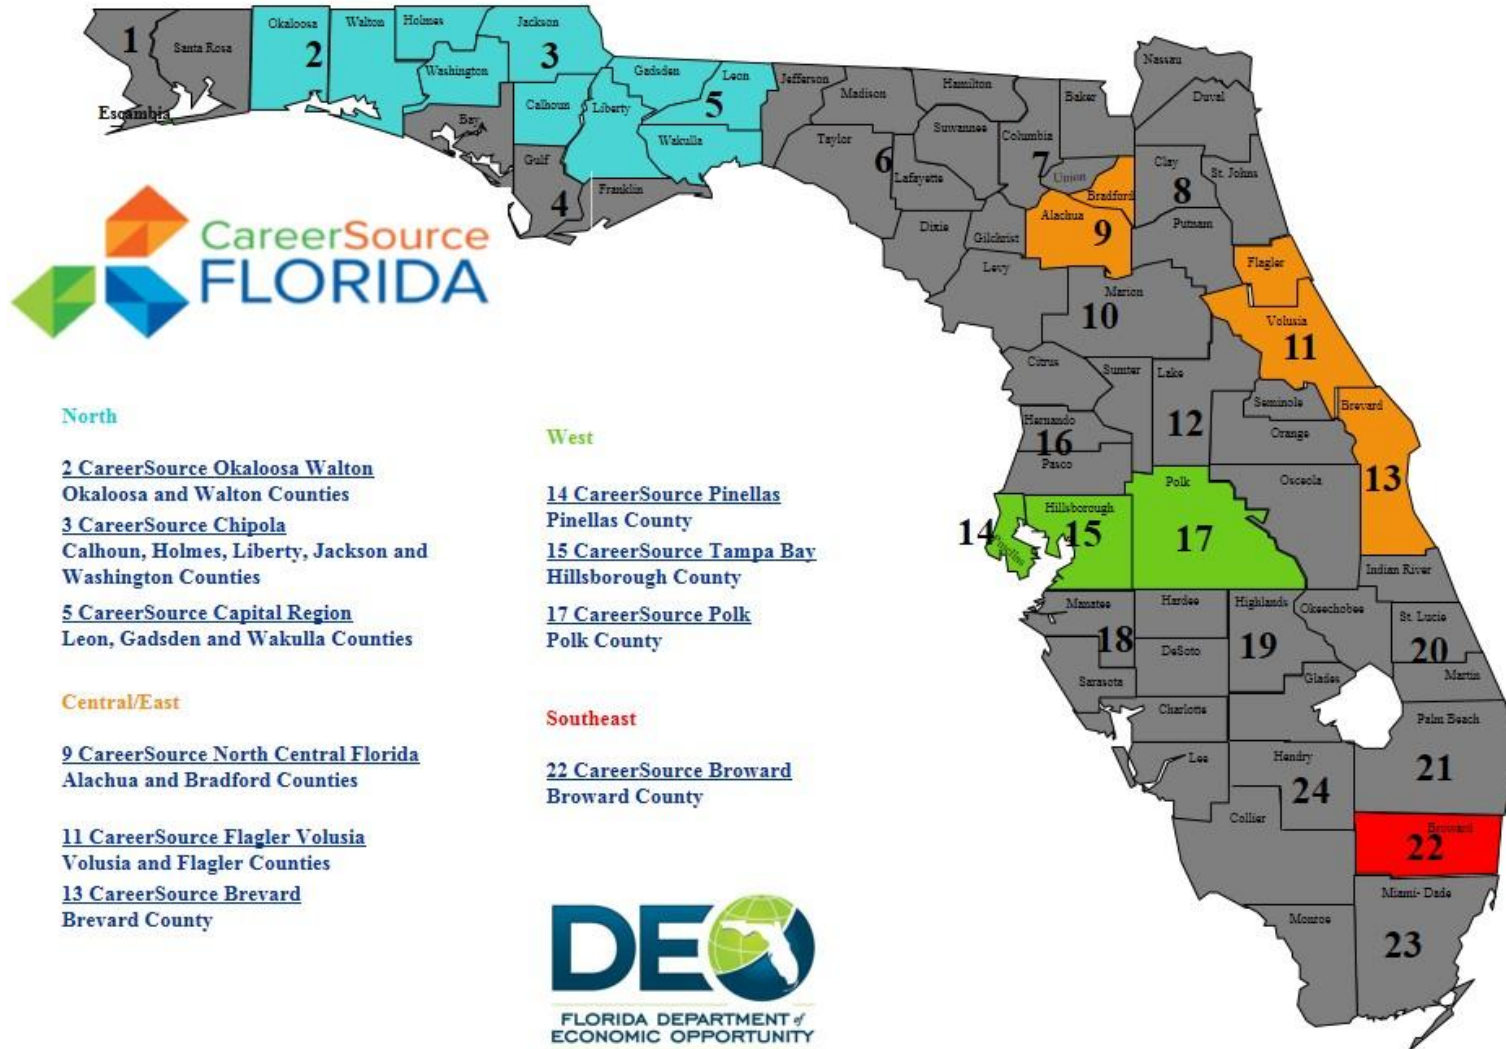 Okaloosa
Walton
Holmes
Jackson
1
Santa Rosa
2
3
Washington
Gadsden
Leon
Jefferson
Madison
Hamilton
Nassau
Baker
Duval
Escambia
Bay
Calhoun
Liberty
5
Wakulla
Taylor
Suwannee
Columbia
6
7
Gulf
Lafayette
Union
Clay
St. Johns
4
Franklin
Bradford
8
Dixie
Gilchrist
Alachua
9
Putnam
CareerSource
FLORIDA
Levy
Flagler
Marion
10
Volusia
11
Citrus
Sumter
Lake
Seminole
Brevard
Hernando
16
12
Orange
Pasco
Polk
Osceola
13
14
Pinellas
Hillsborough
15
17
Indian River
Manatee
Hardee
Highlands
Okeechobee
St. Lucie
18
DeSoto
19
20
Sarasota
Glades
Martin
Charlotte
Palm Beach
Lee
Hendry
21
24
Collier
Broward
22
Miami- Dade
Monroe
23
North
2 CareerSource Okaloosa Walton
Okaloosa and Walton Counties
3 CareerSource Chipola
Calhoun, Holmes, Liberty, Jackson and
Washington Counties
5 CareerSource Capital Region
Leon, Gadsden and Wakulla Counties
Central/East
9 CareerSource North Central Florida
Alachua and Bradford Counties
11 CareerSource Flagler Volusia
Volusia and Flagler Counties
13 CareerSource Brevard
Brevard County
West
14 CareerSource Pinellas
Pinellas County
15 CareerSource Tampa Bay
Hillsborough County
17 CareerSource Polk
Polk County
Southeast
22 CareerSource Broward
Broward County
DEO
FLORIDA DEPARTMENT of
ECONOMIC OPPORTUNITY